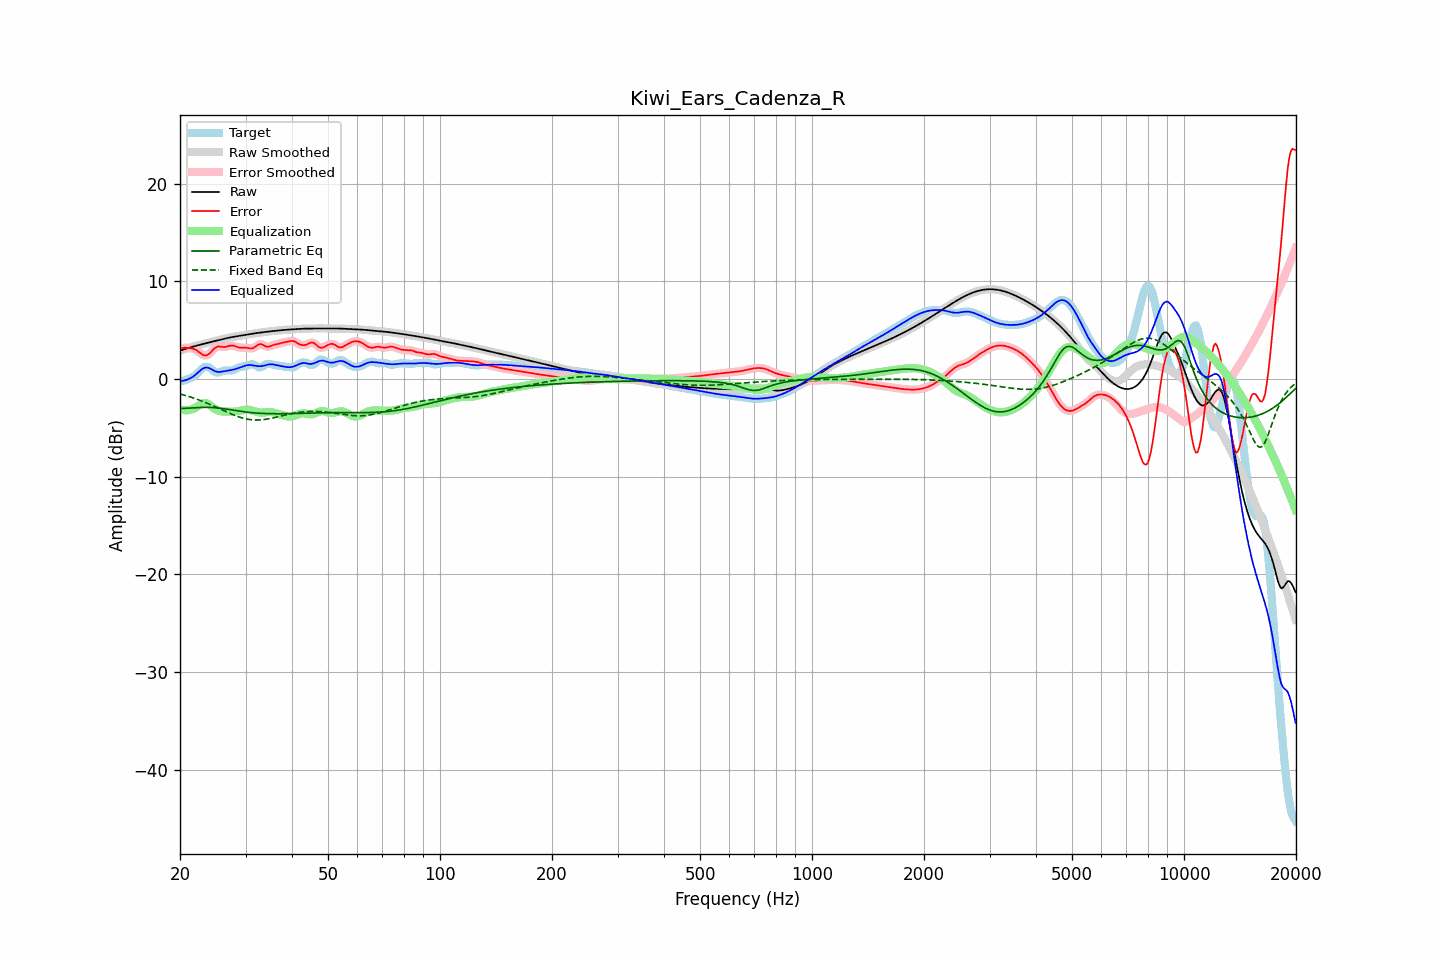 Kiwi_Ears_Cadenza_R
Target
Raw Smoothed
Error Smoothed
Raw
Error
Equalization
Parametric Eq
Fixed Band Eq
Equalized
20
10
0
−10
−20
−30
−40
Amplitude (dBr)
20 50 100 200 500 1000 2000 5000 10000 20000
Frequency (Hz)